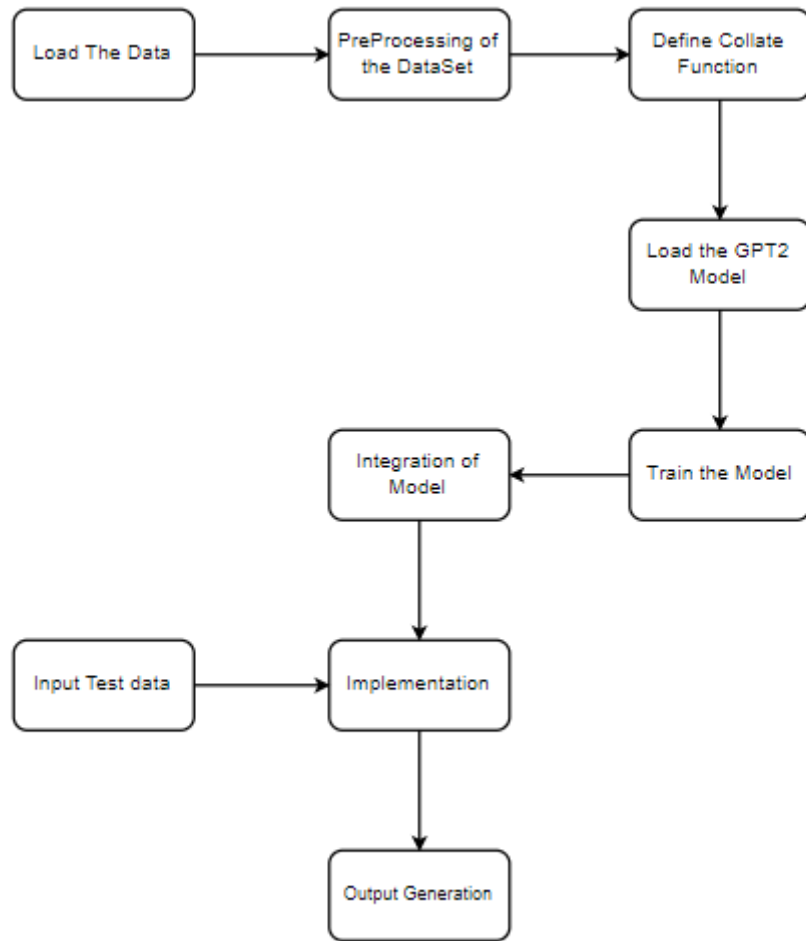 Load The Data
PreProcessing of
the DataSet
Define Collate
Function
Load the GPT2
Model
Train the Model
Integration of
Model
Input Test data
Implementation
Output Generation